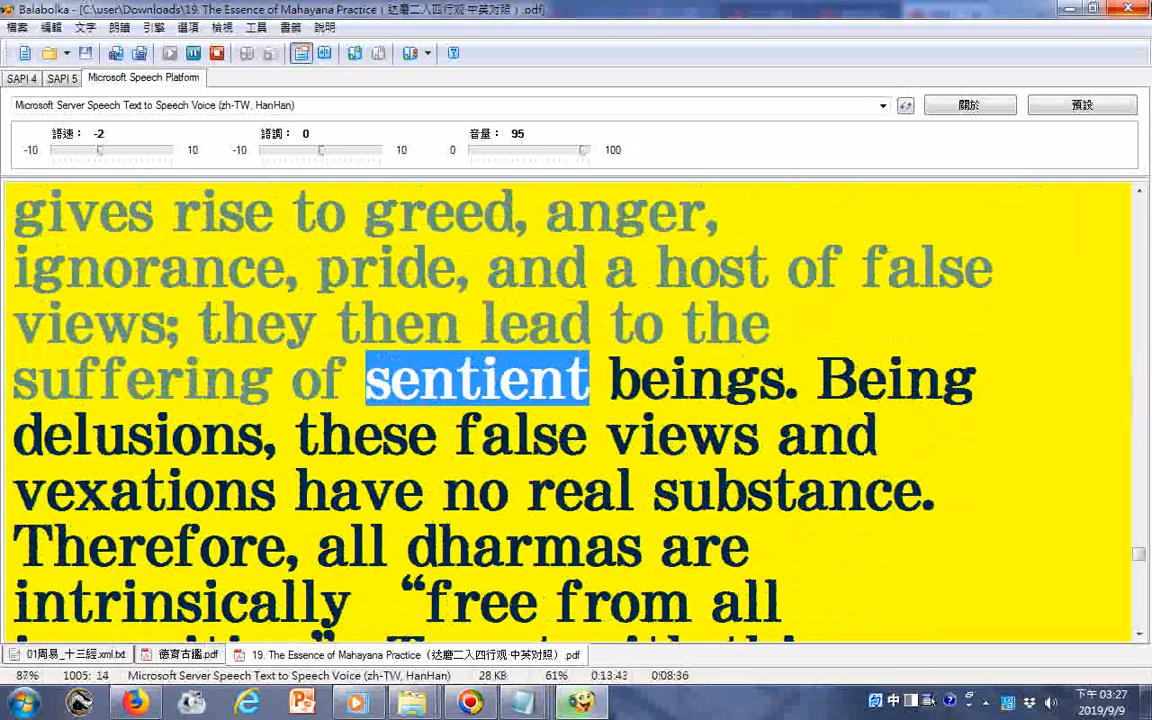 Balabolka - [C:\user\Downloads\19. The Essence of Mahayana Practice（达磨二入四行观·中英对照）.pdf]
檔案 編輯 文字 朗讀 引擎 選項 檢視 工具 書籤 說明
SAPI 4 SAPI 5 Microsoft Speech Platform
Microsoft Server Speech Text to Speech Voice (zh-TW, HanHan) 關於 預設
語速： -2 語調： 0 音量： 95
-10 10 -10 10 0 100
gives rise to greed, anger,
ignorance, pride, and a host of false
views; they then lead to the
suffering of sentient beings. Being
delusions, these false views and
vexations have no real substance.
Therefore, all dharmas are
intrinsically “free from all
01周易_十三經.xml.txt 德育古鑑.pdf 19. The Essence of Mahayana Practice（达磨二入四行观·中英对照）.pdf
87% 1005: 14 Microsoft Server Speech Text to Speech Voice (zh-TW, HanHan) 28 KB 61% 0:13:43 0:08:36
中 下午 03:27
2019/9/9